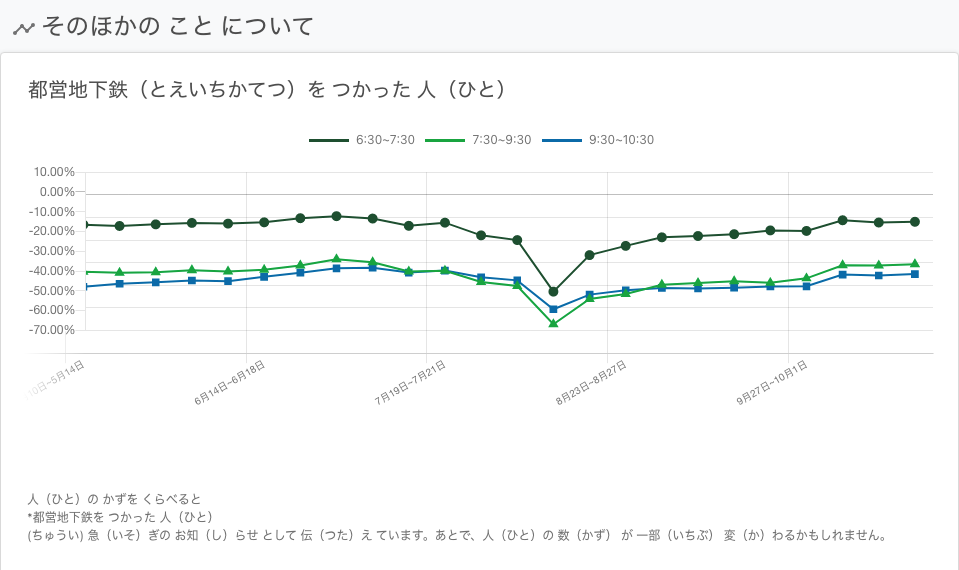 そのほかの こと について
都営地下鉄（とえいちかてつ）を つかった 人（ひと）
6:30~7:30 7:30~9:30 9:30~10:30
10.00%
0.00%
-10.00%
-20.00%
-30.00%
-40.00%
-50.00%
-60.00%
-70.00%
10日~5月14日
6月14日~6月18日
7月19日~7月21日
8月23日~8月27日
9月27日~10月1日
人（ひと）の かずを くらべると
*都営地下鉄を つかった 人（ひと）
(ちゅうい) 急（いそ）ぎの お知（し）らせ として 伝（つた）え ています。あとで、人（ひと）の 数（かず） が 一部（いちぶ） 変（か）わるかもしれません。